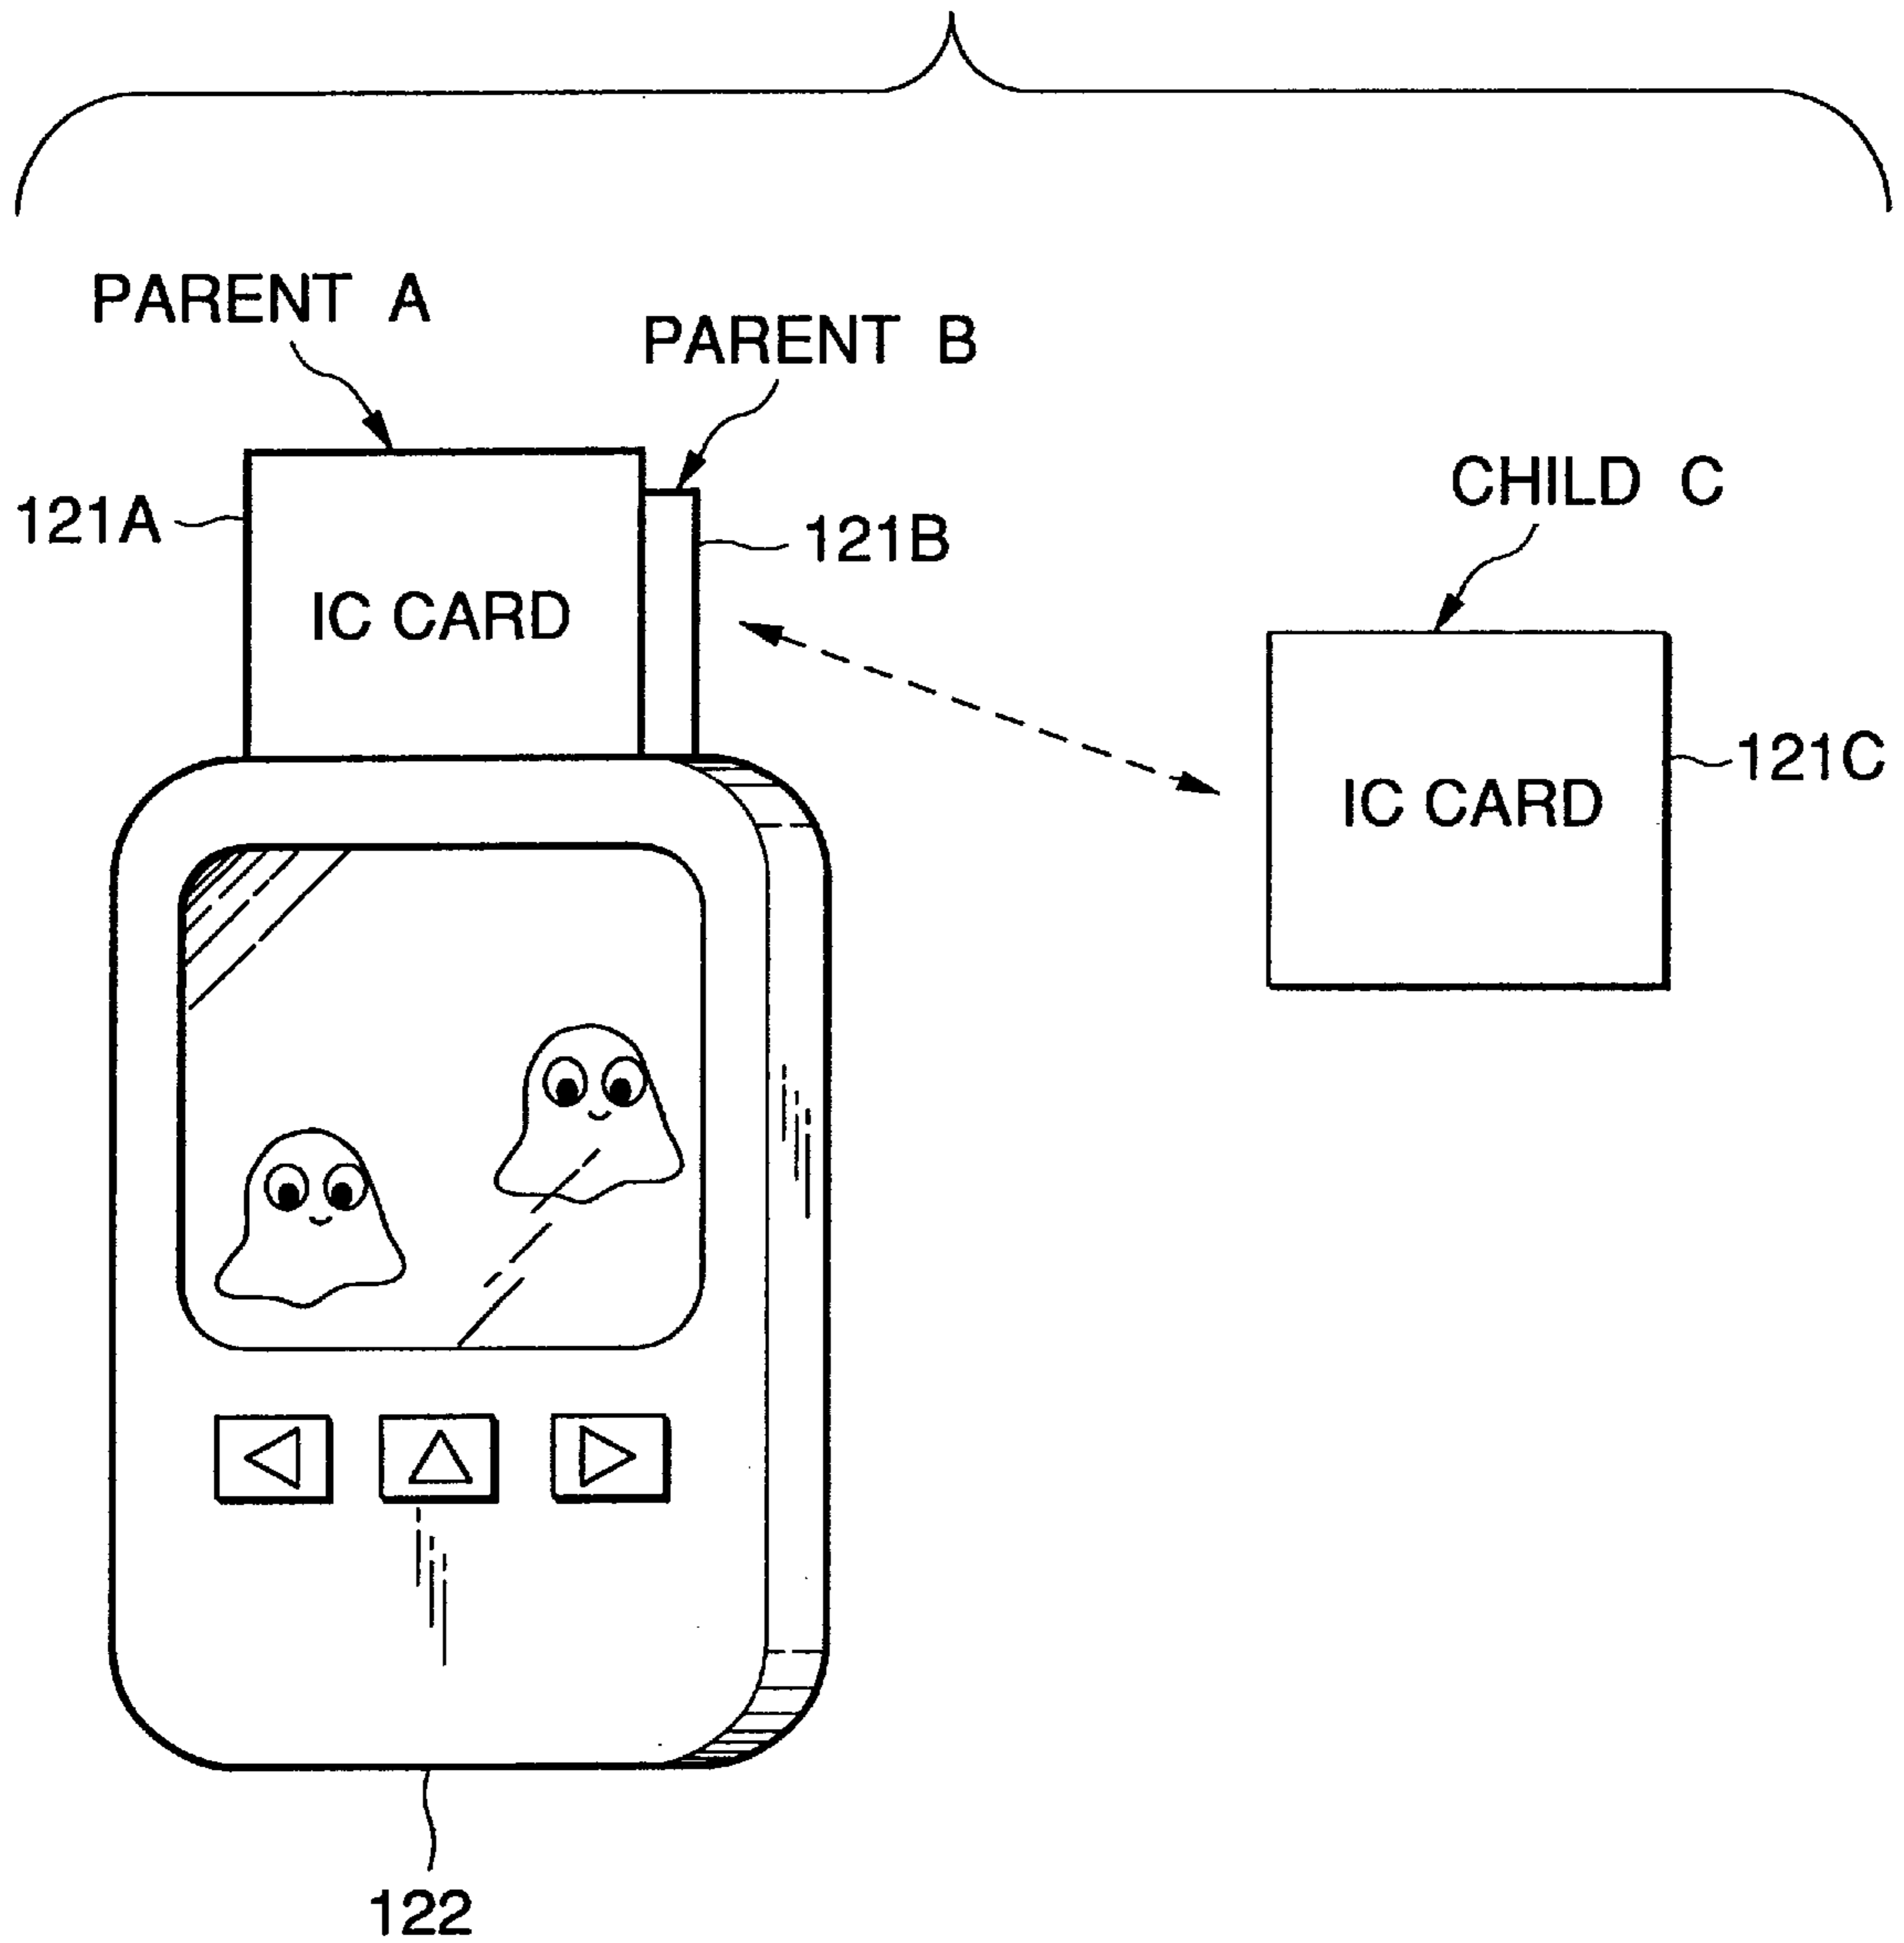 PARENT A
PARENT B
121A
121B
IC CARD
CHILD C
121C
IC CARD
122